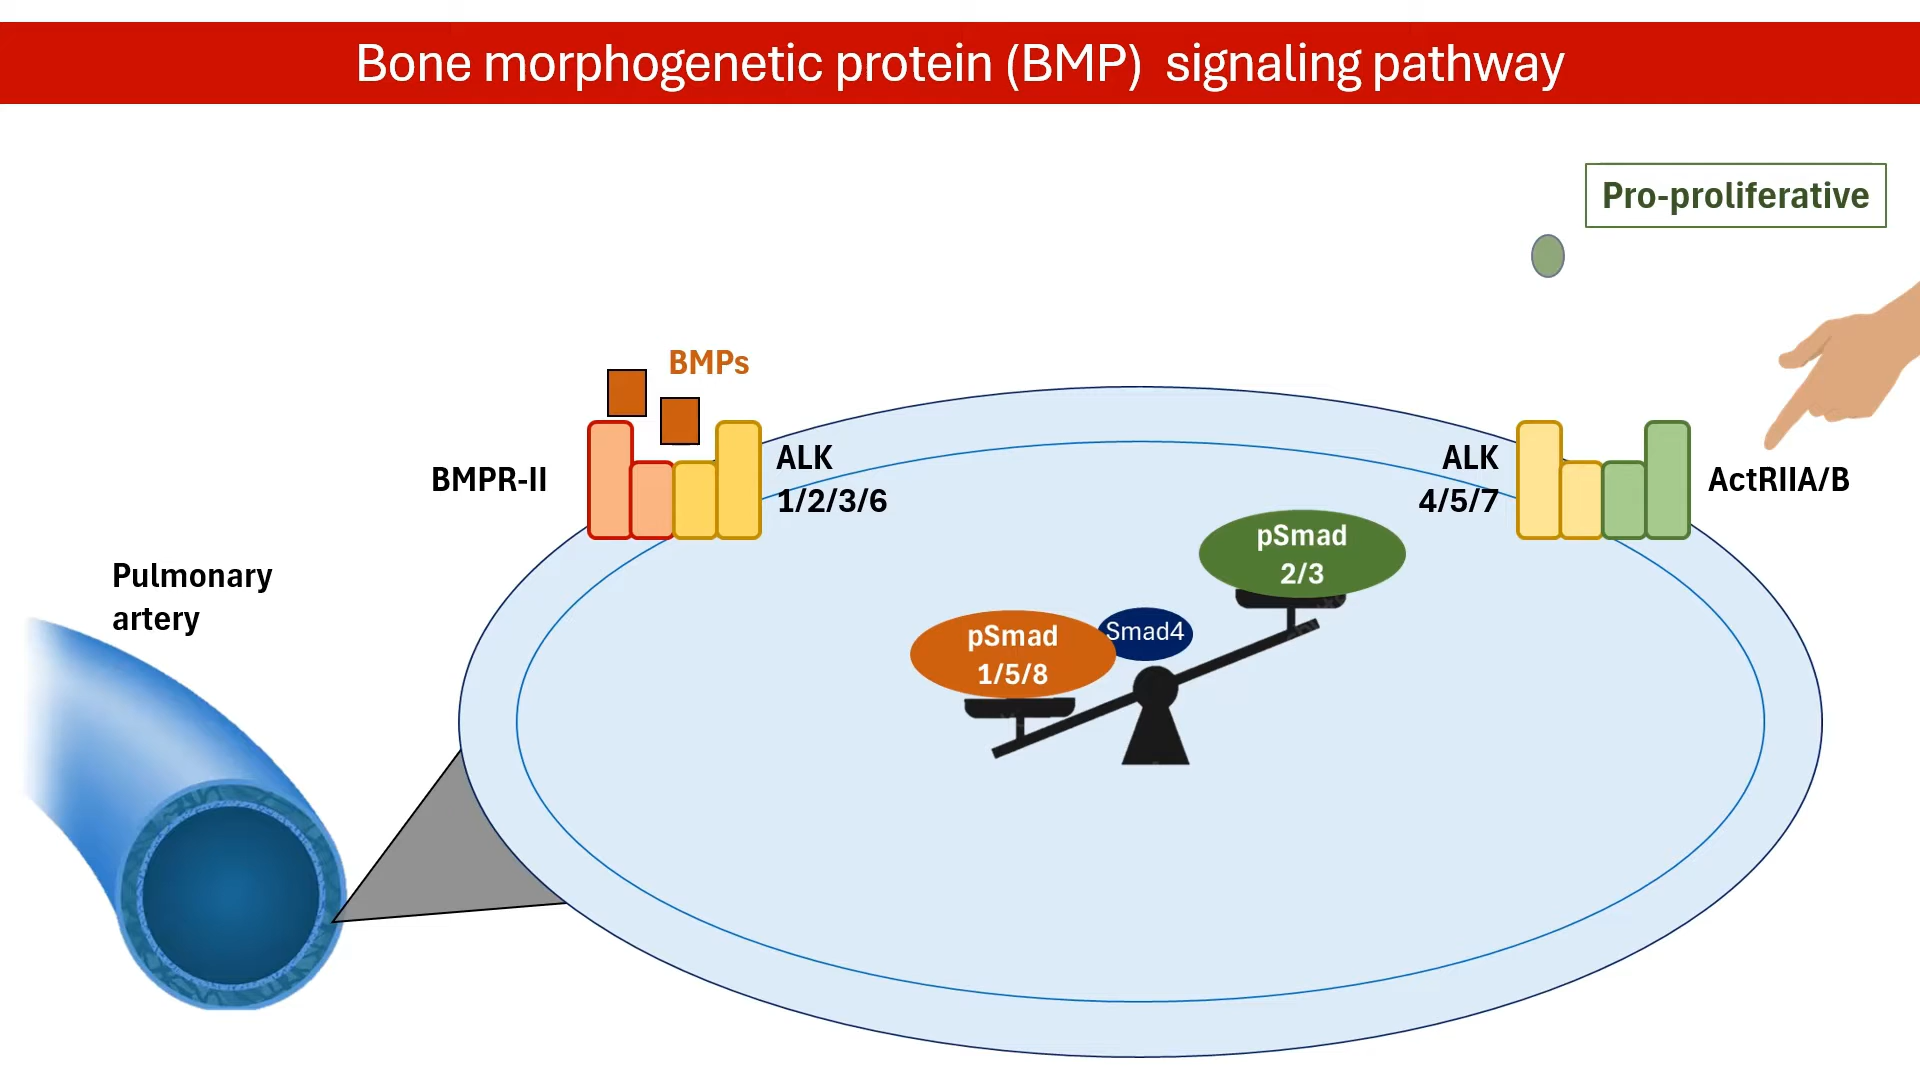 Bone morphogenetic protein (BMP) signaling pathway
Pro-proliferative
BMPs
BMPR-II
ALK
1/2/3/6
ALK
4/5/7
ActRIIA/B
pSmad
2/3
pSmad
1/5/8
Smad4
Pulmonary
artery